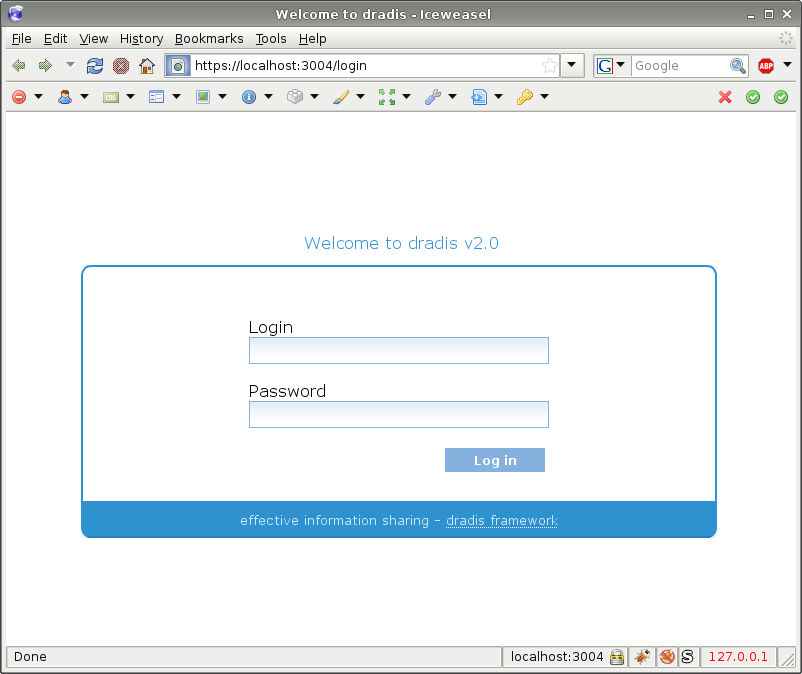 Welcome to dradis - Iceweasel
File Edit View History Bookmarks Tools Help
https://localhost:3004/login
G Google ABP
CSS
Welcome to dradis v2.0
Login
Password
Log in
effective information sharing – dradis framework
Done localhost:3004 S 127.0.0.1